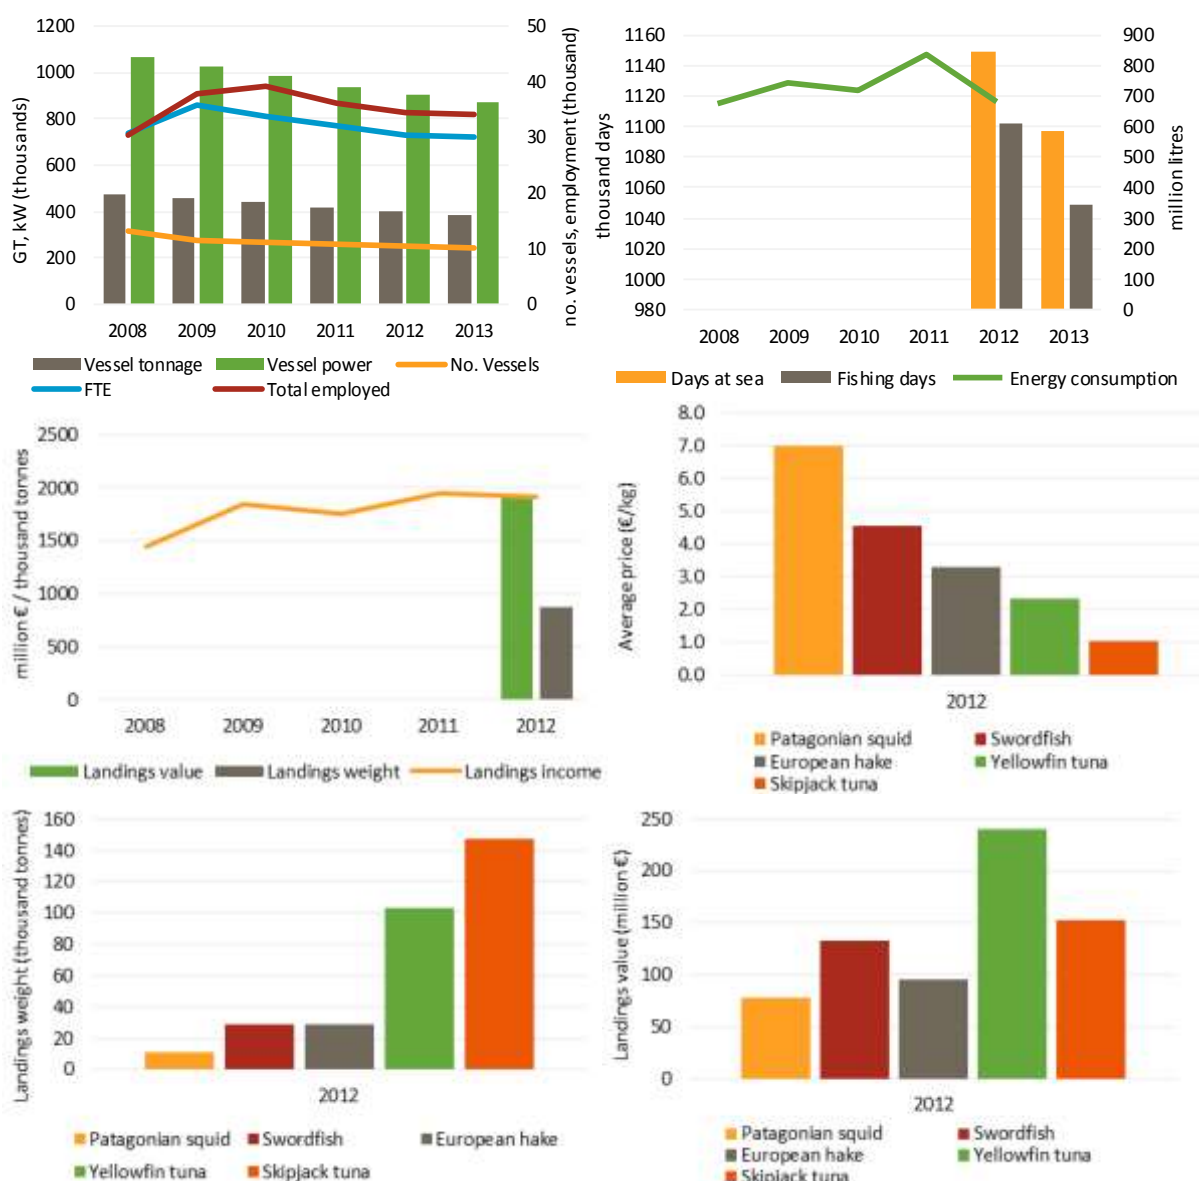 GT, kW (thousands)
1200
1000
800
600
400
200
0
50
40
30
20
10
0
no. vessels, employment (thousand)
2008 2009 2010 2011 2012 2013
Vessel tonnage Vessel power No. Vessels
FTE Total employed
thousand days
1160
1140
1120
1100
1080
1060
1040
1020
1000
980
900
800
700
600
500
400
300
200
100
0
million litres
2008 2009 2010 2011 2012 2013
Days at sea Fishing days Energy consumption
million € / thousand tonnes
2500
2000
1500
1000
500
0
2008 2009 2010 2011 2012
Landings value Landings weight Landings income
Average price (€/kg)
8.0
7.0
6.0
5.0
4.0
3.0
2.0
1.0
0.0
2012
Patagonian squid Swordfish
European hake Yellowfin tuna
Skipjack tuna
Landings weight (thousand tonnes)
160
140
120
100
80
60
40
20
0
2012
Patagonian squid Swordfish European hake
Yellowfin tuna Skipjack tuna
Landings value (million €)
250
200
150
100
50
0
2012
Patagonian squid Swordfish
European hake Yellowfin tuna
Skipjack tuna